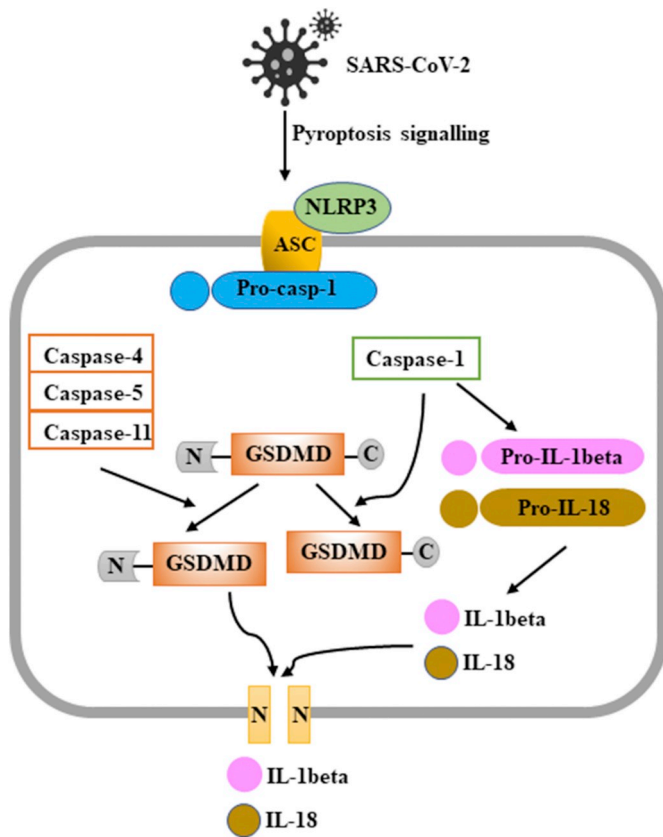 SARS-CoV-2
Pyroptosis signalling
NLRP3
ASC
Pro-casp-1
Caspase-4
Caspase-5
Caspase-11
Caspase-1
N GSDMD C
Pro-IL-1beta
Pro-IL-18
N GSDMD
GSDMD C
IL-1beta
IL-18
N N
IL-1beta
IL-18